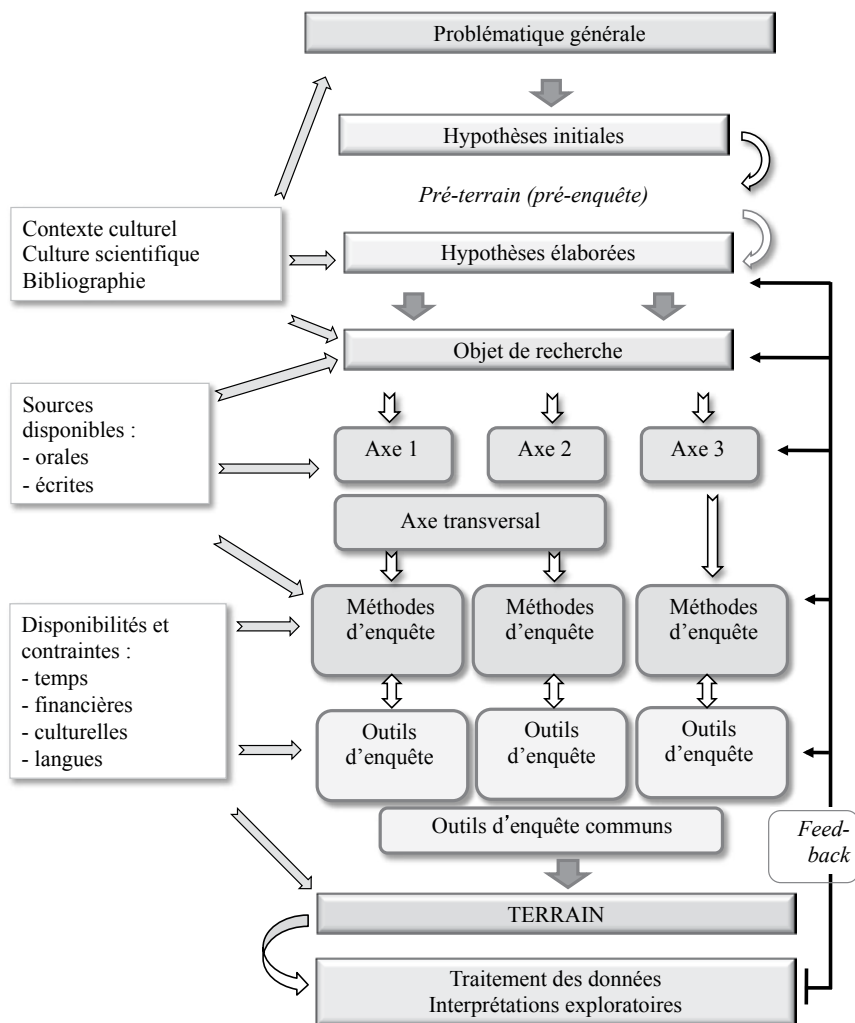 Problématique générale
Hypothèses initiales
Pré-terrain (pré-enquête)
Contexte culturel
Culture scientifique
Bibliographie
Hypothèses élaborées
Objet de recherche
Sources
disponibles :
- orales
- écrites
Axe 1
Axe 2
Axe 3
Axe transversal
Disponibilités et
contraintes :
- temps
- financières
- culturelles
- langues
Méthodes
d'enquête
Méthodes
d'enquête
Méthodes
d'enquête
Outils
d'enquête
Outils
d'enquête
Outils
d'enquête
Outils d'enquête communs
Feed-
back
TERRAIN
Traitement des données
Interprétations exploratoires